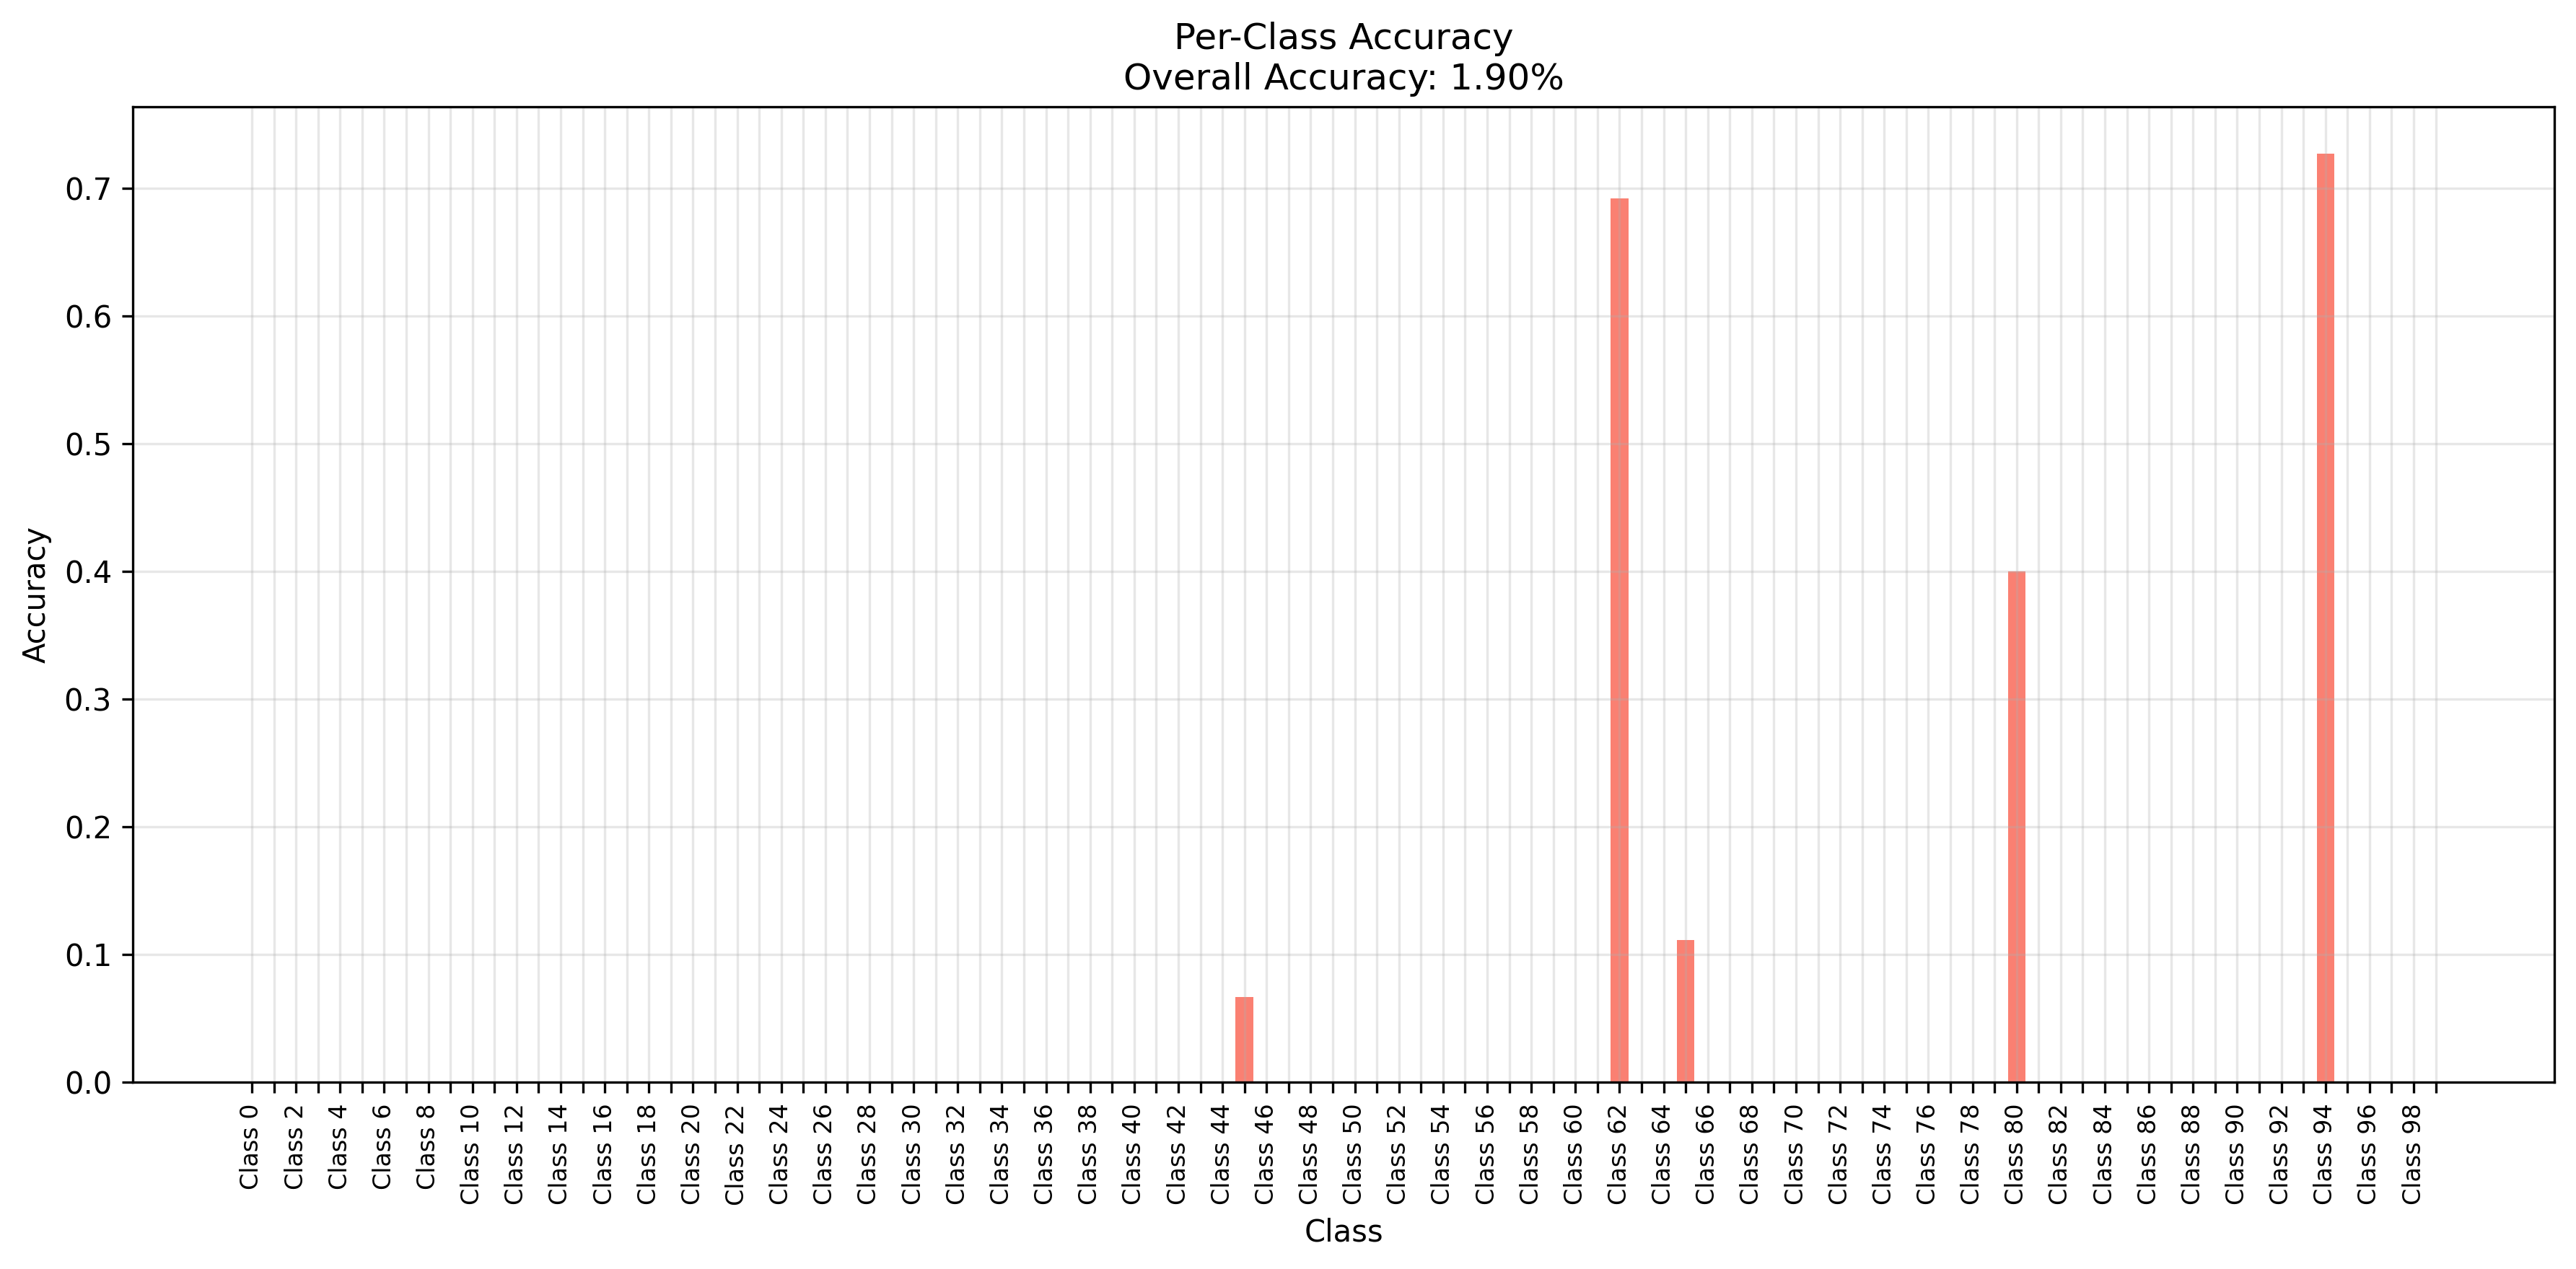 Per-Class Accuracy
Overall Accuracy: 1.90%
Accuracy
0.7
0.6
0.5
0.4
0.3
0.2
0.1
0.0
Class 0
Class 2
Class 4
Class 6
Class 8
Class 10
Class 12
Class 14
Class 16
Class 18
Class 20
Class 22
Class 24
Class 26
Class 28
Class 30
Class 32
Class 34
Class 36
Class 38
Class 40
Class 42
Class 44
Class 46
Class 48
Class 50
Class 52
Class 54
Class 56
Class 58
Class 60
Class 62
Class 64
Class 66
Class 68
Class 70
Class 72
Class 74
Class 76
Class 78
Class 80
Class 82
Class 84
Class 86
Class 88
Class 90
Class 92
Class 94
Class 96
Class 98
Class